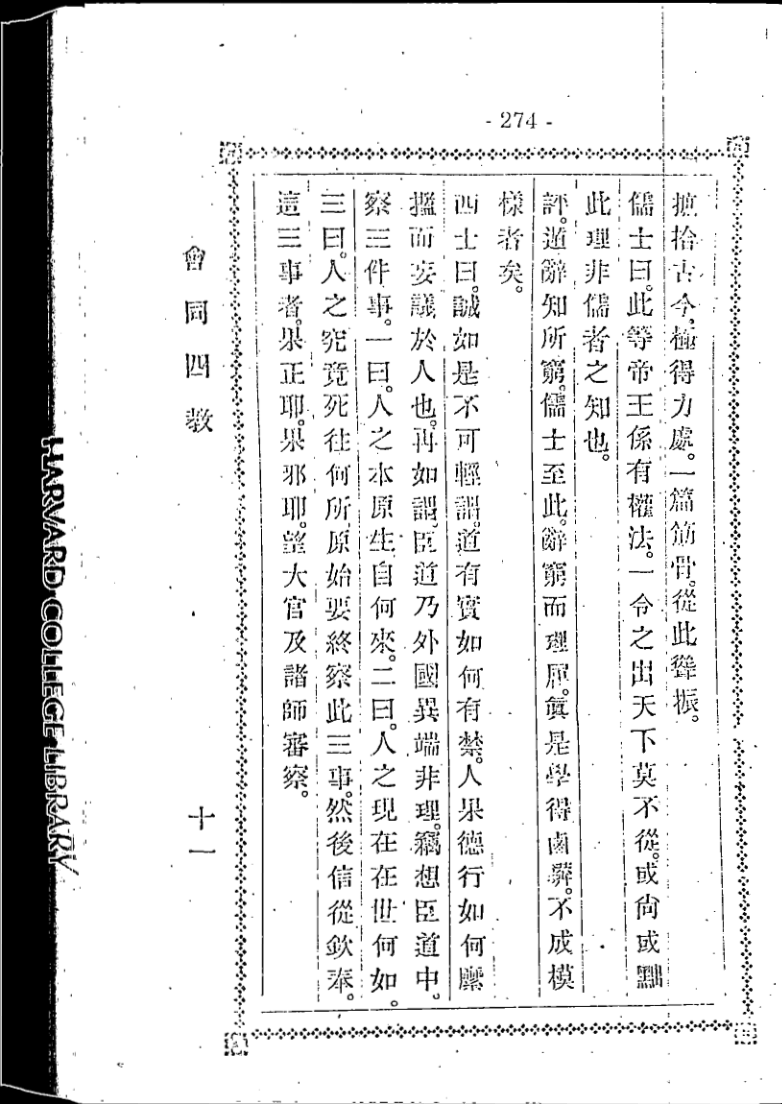 - 274 -
摭拾古今,極得力處。一篇筋骨。從此聳振。
儒士曰。此等帝王係有權法。一令之出天下莫不從。或尙或黜
此理非儒者之知也。
評。遁辭知所窮。儒士至此。辭窮而理屈。眞是學得鹵莽。不成模
樣者矣。
西士曰。誠如是不可輕謂。道有實如何有禁。人果德行如何
而妄議於人也。再如謂臣道乃外國異端非理。竊想臣道中。
察三件事。一曰。人之本原生自何來。二曰。人之現在在世何如。
三曰。人之究竟死往何所原始要終察此三事。然後信從欽奉。
這三事者。果正耶。果邪耶。望大官及諸師審察。
會同四教
十一
HARVARD COLLEGE LIBRARY